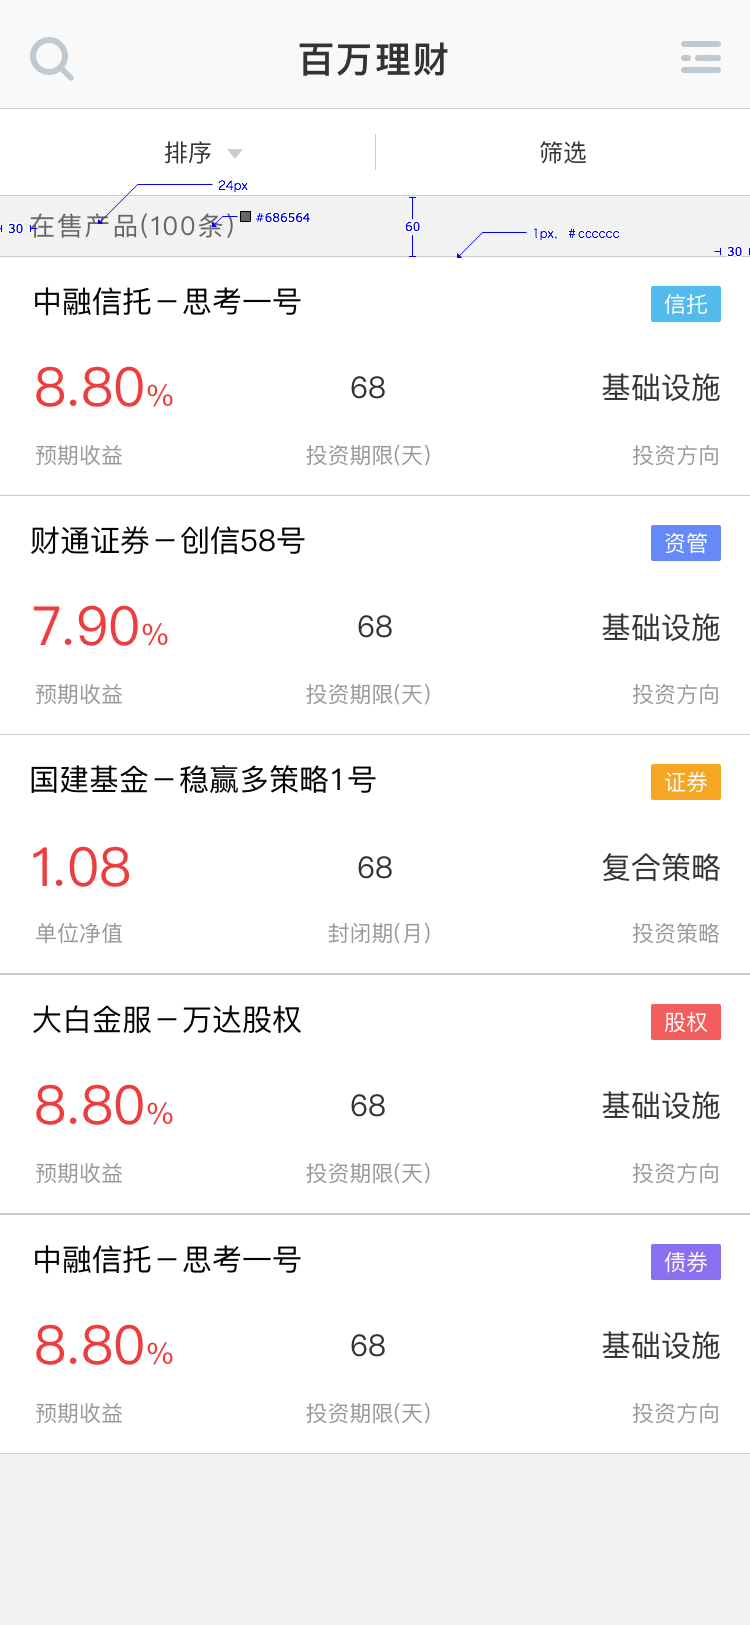 百万理财
排序 筛选
24px
在售产品(100条) #686564
30 60 1px、 #cccccc 30
中融信托－思考一号 信托
8.80% 68 基础设施
预期收益 投资期限(天) 投资方向
财通证券－创信58号 资管
7.90% 68 基础设施
预期收益 投资期限(天) 投资方向
国建基金－稳赢多策略1号 证券
1.08 68 复合策略
单位净值 封闭期(月) 投资策略
大白金服－万达股权 股权
8.80% 68 基础设施
预期收益 投资期限(天) 投资方向
中融信托－思考一号 债券
8.80% 68 基础设施
预期收益 投资期限(天) 投资方向